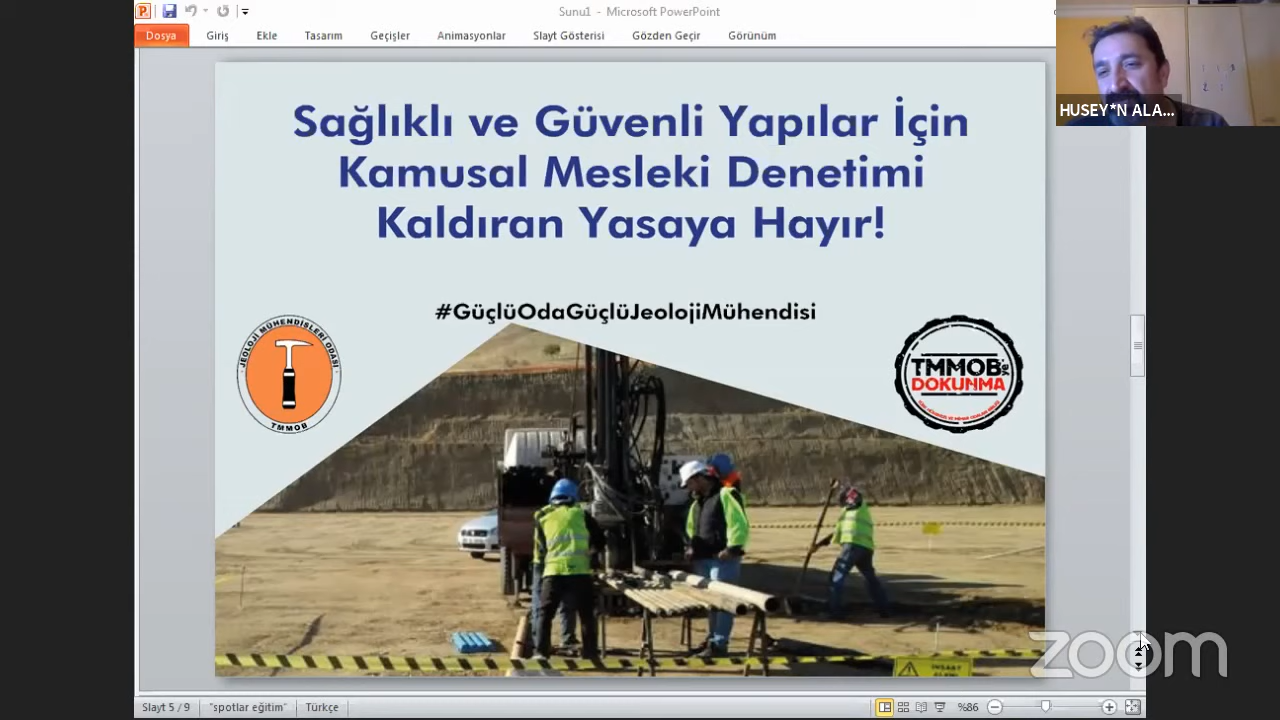 Sunu1 - Microsoft PowerPoint
Dosya Giriş Ekle Tasarım Geçişler Animasyonlar Slayt Gösterisi Gözden Geçir Görünüm
HUSEY*N ALA...
Sağlıklı ve Güvenli Yapılar İçin
Kamusal Mesleki Denetimi
Kaldıran Yasaya Hayır!
#GüçlüOdaGüçlüJeolojiMühendisi
JEOLOJİ MÜHENDİSLERİ ODASI
TMMOB
TMMOB'ye
DOKUNMA
zoom
Slayt 5 / 9 "spotlar eğitim" Türkçe
%86